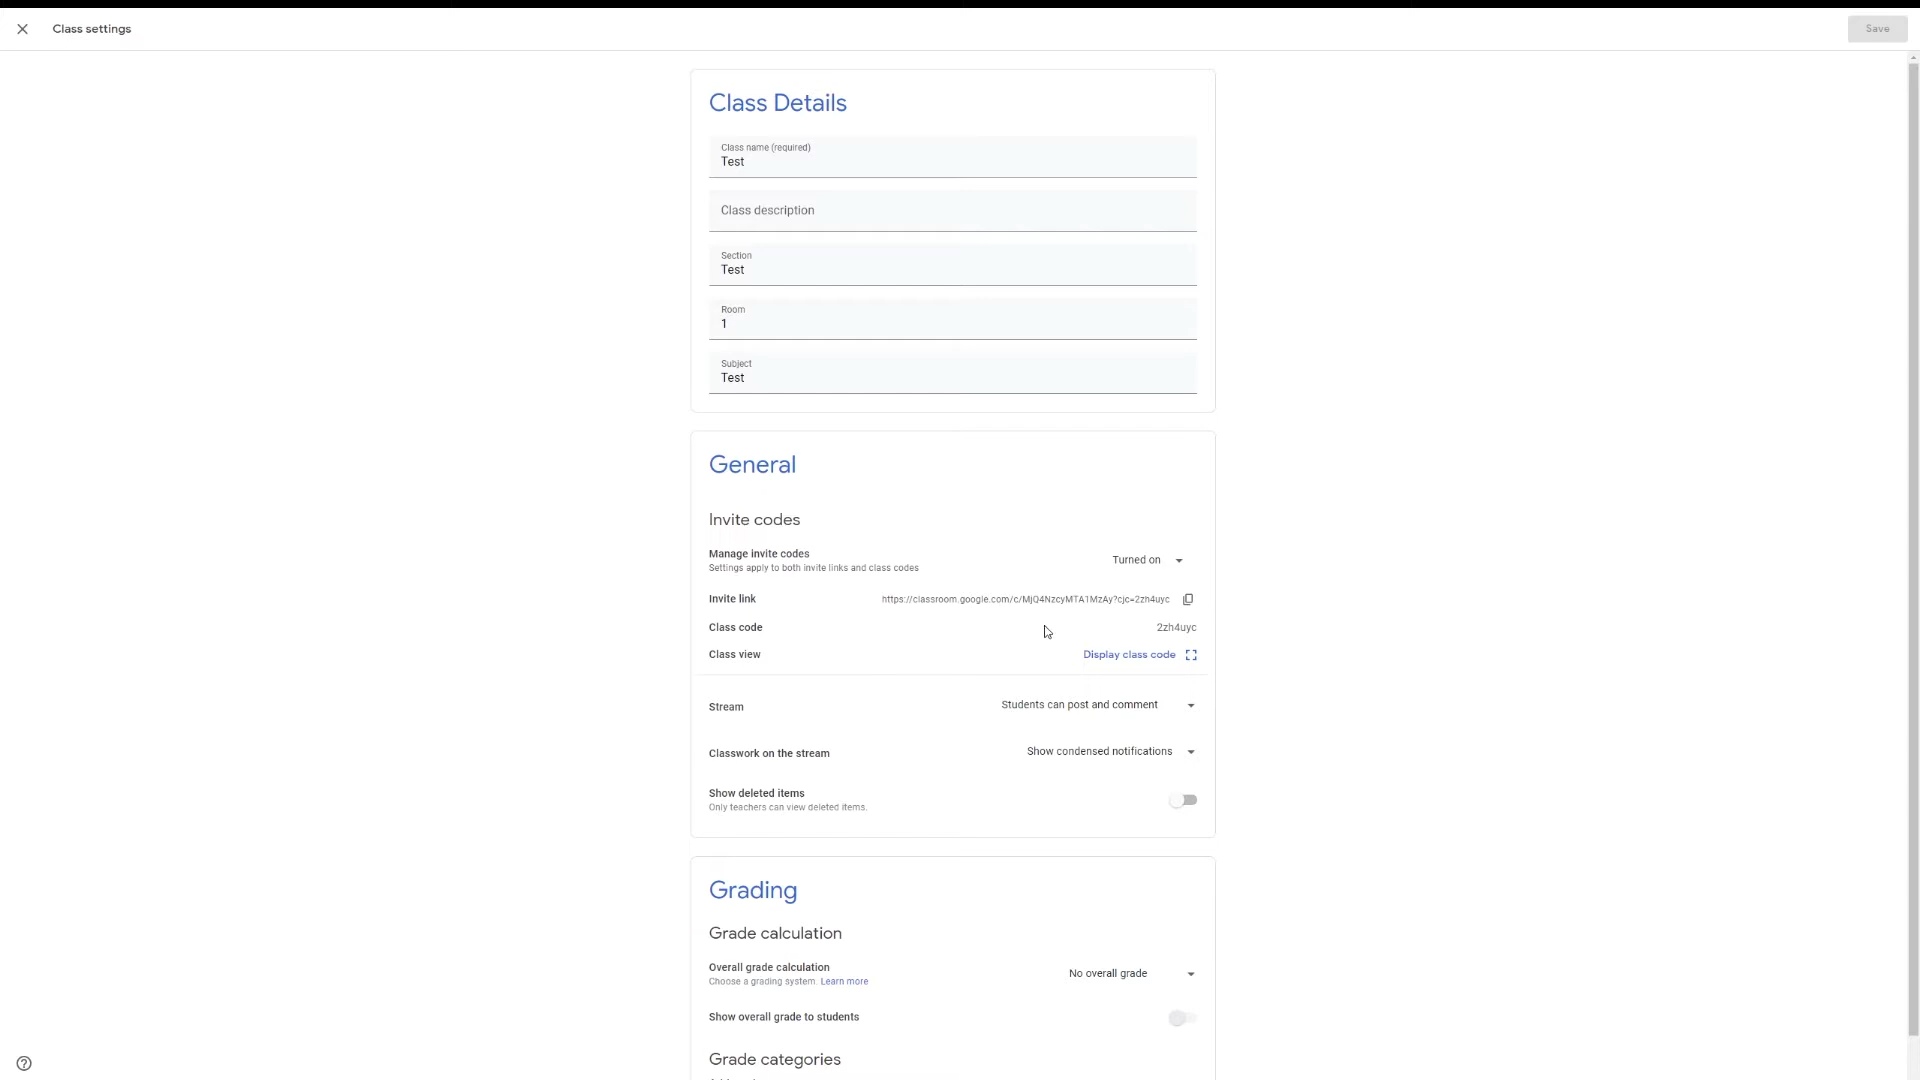 Class settings
Save
Class Details
Class name (required)
Test
Class description
Section
Test
Room
1
Subject
Test
General
Invite codes
Manage invite codes
Turned on
Settings apply to both invite links and class codes
Invite link https://classroom.google.com/c/MjQ4NzcyMTA1MzAy?cjc=2zh4uyc
Class code 2zh4uyc
Class view Display class code
Stream Students can post and comment
Classwork on the stream Show condensed notifications
Show deleted items
Only teachers can view deleted items.
Grading
Grade calculation
Overall grade calculation
No overall grade
Choose a grading system. Learn more
Show overall grade to students
Grade categories